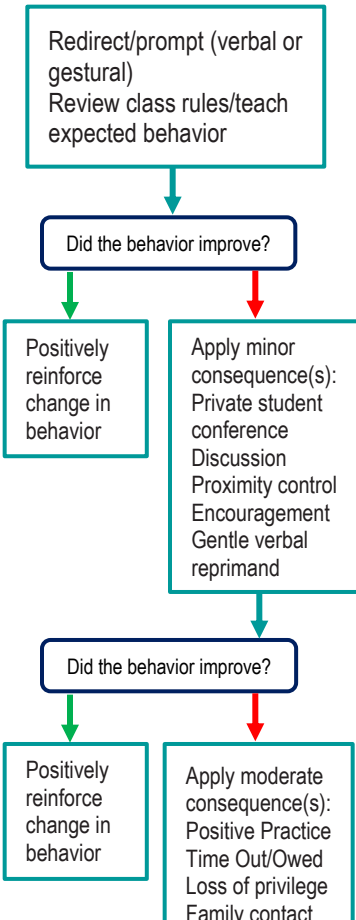 Redirect/prompt (verbal or
gestural)
Review class rules/teach
expected behavior
Did the behavior improve?
Positively
reinforce
change in
behavior
Apply minor
consequence(s):
Private student
conference
Discussion
Proximity control
Encouragement
Gentle verbal
reprimand
Did the behavior improve?
Positively
reinforce
change in
behavior
Apply moderate
consequence(s):
Positive Practice
Time Out/Owed
Loss of privilege
Family contact